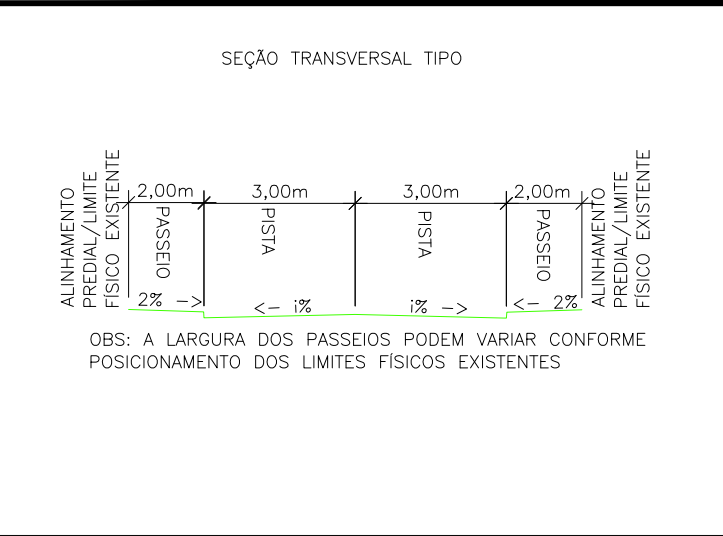 SEÇÃO TRANSVERSAL TIPO
ALINHAMENTO
PREDIAL/LIMITE
FÍSICO EXISTENTE
2,00m
3,00m
3,00m
2,00m
PASSEIO
PISTA
PISTA
PASSEIO
ALINHAMENTO
PREDIAL/LIMITE
FÍSICO EXISTENTE
2% ->
<- i%
i% ->
<- 2%
OBS: A LARGURA DOS PASSEIOS PODEM VARIAR CONFORME
POSICIONAMENTO DOS LIMITES FÍSICOS EXISTENTES